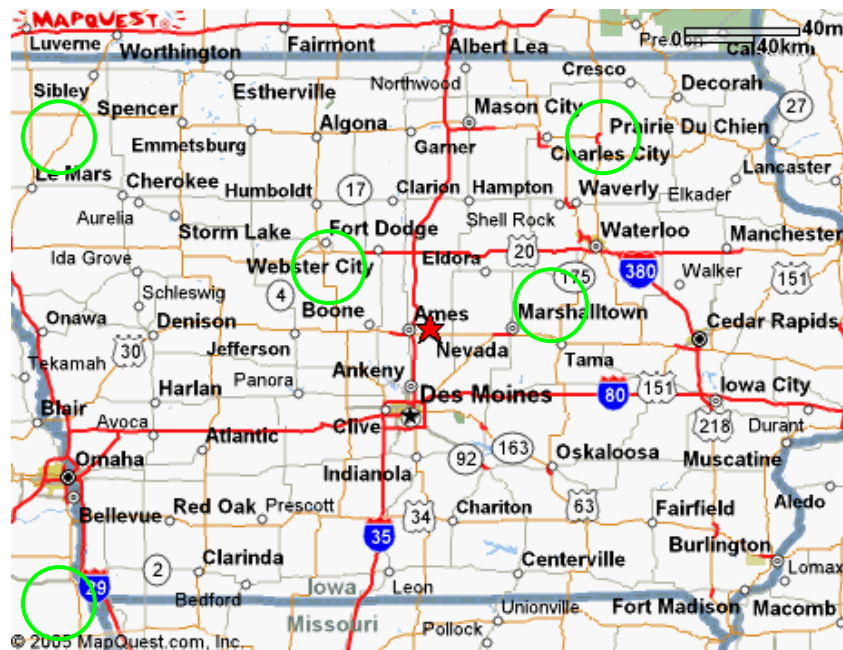 MAPQUEST
Luverne
Worthington
Fairmont
Albert Lea
0
40m
40km
Sibley
Northwood
Cresco
Decorah
27
Spencer
Estherville
Mason City
Prairie Du Chien
Emmetsburg
Algona
Garner
Charles City
Lancaster
Le Mars
Cherokee
Humboldt
17
Clarion
Hampton
Waverly
Elkader
Aurelia
Shell Rock
Storm Lake
Fort Dodge
Waterloo
Manchester
Ida Grove
Webster City
Eldora
20
175
380
Walker
151
Schleswig
4
Boone
Ames
Marshalltown
Cedar Rapids
Onawa
Denison
30
Jefferson
Nevada
Tama
Tekamah
Panora
Ankeny
Harlan
Des Moines
80
151
Iowa City
Blair
Avoca
Clive
218
Durant
Atlantic
163
Omaha
92
Indianola
Oskaloosa
Muscatine
Bellevue
Red Oak
Prescott
34
Chariton
63
Fairfield
Aledo
35
Burlington
2
Clarinda
Centerville
Lomax
29
Bedford
Iowa
Leon
Fort Madison
Macomb
Missouri
Unionville
Pollock
© 2005 MapQuest.com, Inc.